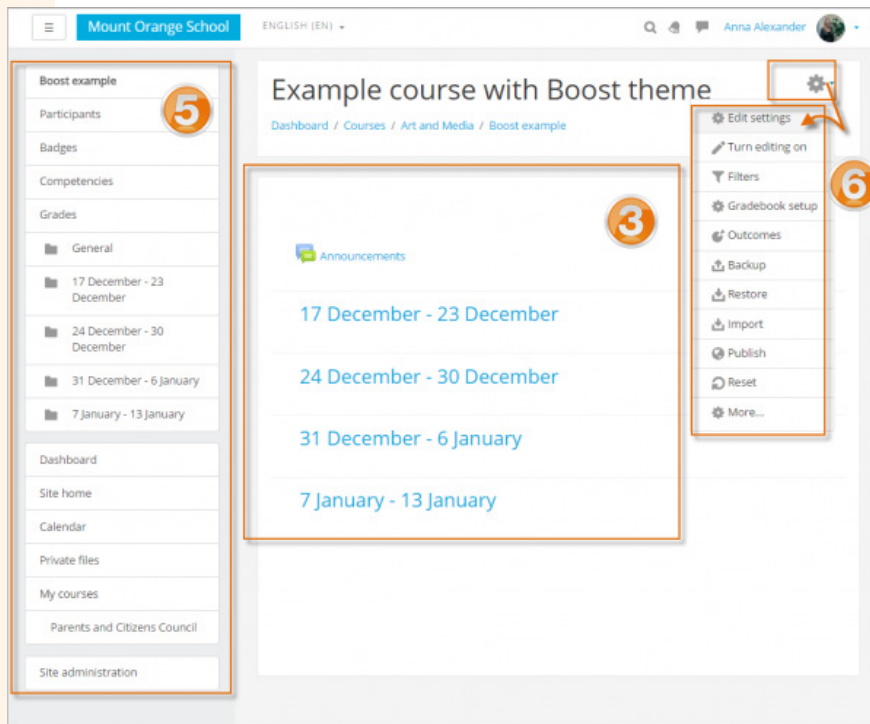 Mount Orange School
ENGLISH (EN)
Anna Alexander
Boost example
Participants
Badges
Competencies
Grades
General
17 December - 23
December
24 December - 30
December
31 December - 6 January
7 January - 13 January
Dashboard
Site home
Calendar
Private files
My courses
Parents and Citizens Council
Site administration
5
Example course with Boost theme
Dashboard / Courses / Art and Media / Boost example
3
Announcements
17 December - 23 December
24 December - 30 December
31 December - 6 January
7 January - 13 January
Edit settings
Turn editing on
Filters
Gradebook setup
Outcomes
Backup
Restore
Import
Publish
Reset
More...
6